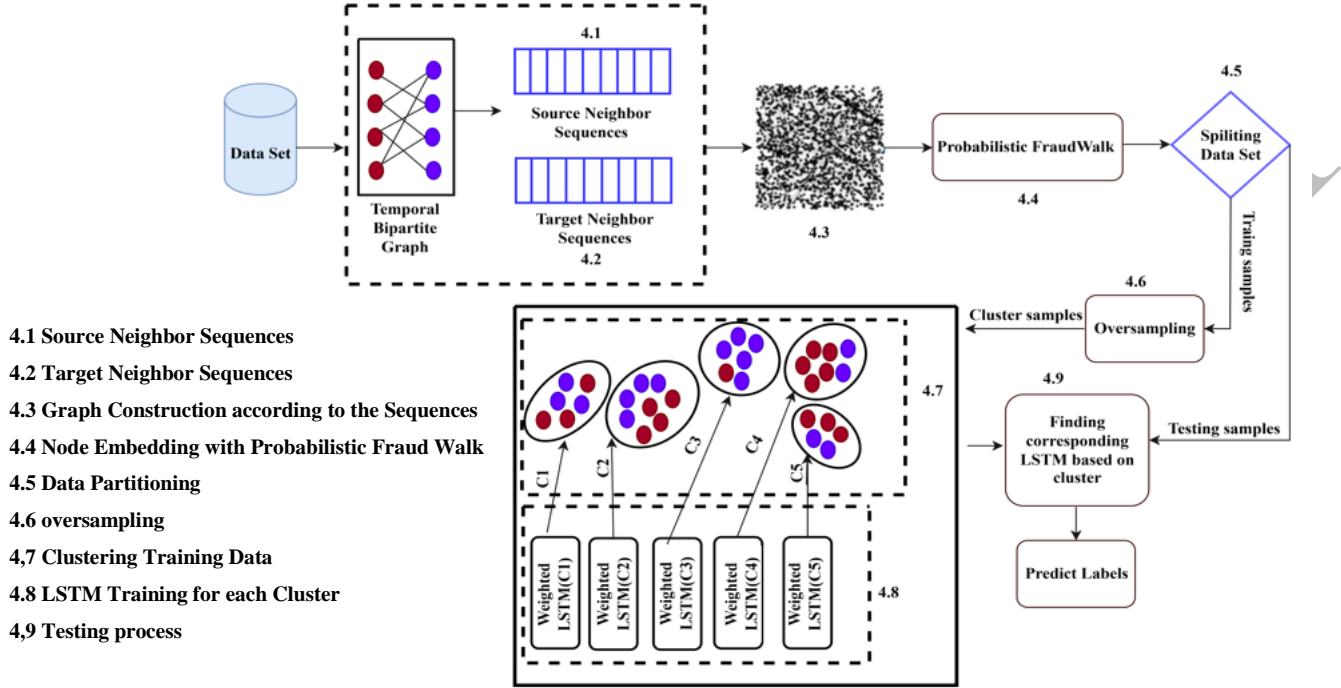 4.1
Source Neighbor
Sequences
Target Neighbor
Sequences
4.2
Data Set
Temporal
Bipartite
Graph
4.3
Probabilistic FraudWalk
4.4
4.5
Spiliting
Data Set
Traing samples
4.6
Oversampling
Cluster samples
4.7
C1
C2
C3
C4
C5
Weighted
LSTM(C1)
Weighted
LSTM(C2)
Weighted
LSTM(C3)
Weighted
LSTM(C4)
Weighted
LSTM(C5)
4.8
4.9
Finding
corresponding
LSTM based on
cluster
Testing samples
Predict Labels
4.1 Source Neighbor Sequences
4.2 Target Neighbor Sequences
4.3 Graph Construction according to the Sequences
4.4 Node Embedding with Probabilistic Fraud Walk
4.5 Data Partitioning
4.6 oversampling
4,7 Clustering Training Data
4.8 LSTM Training for each Cluster
4,9 Testing process